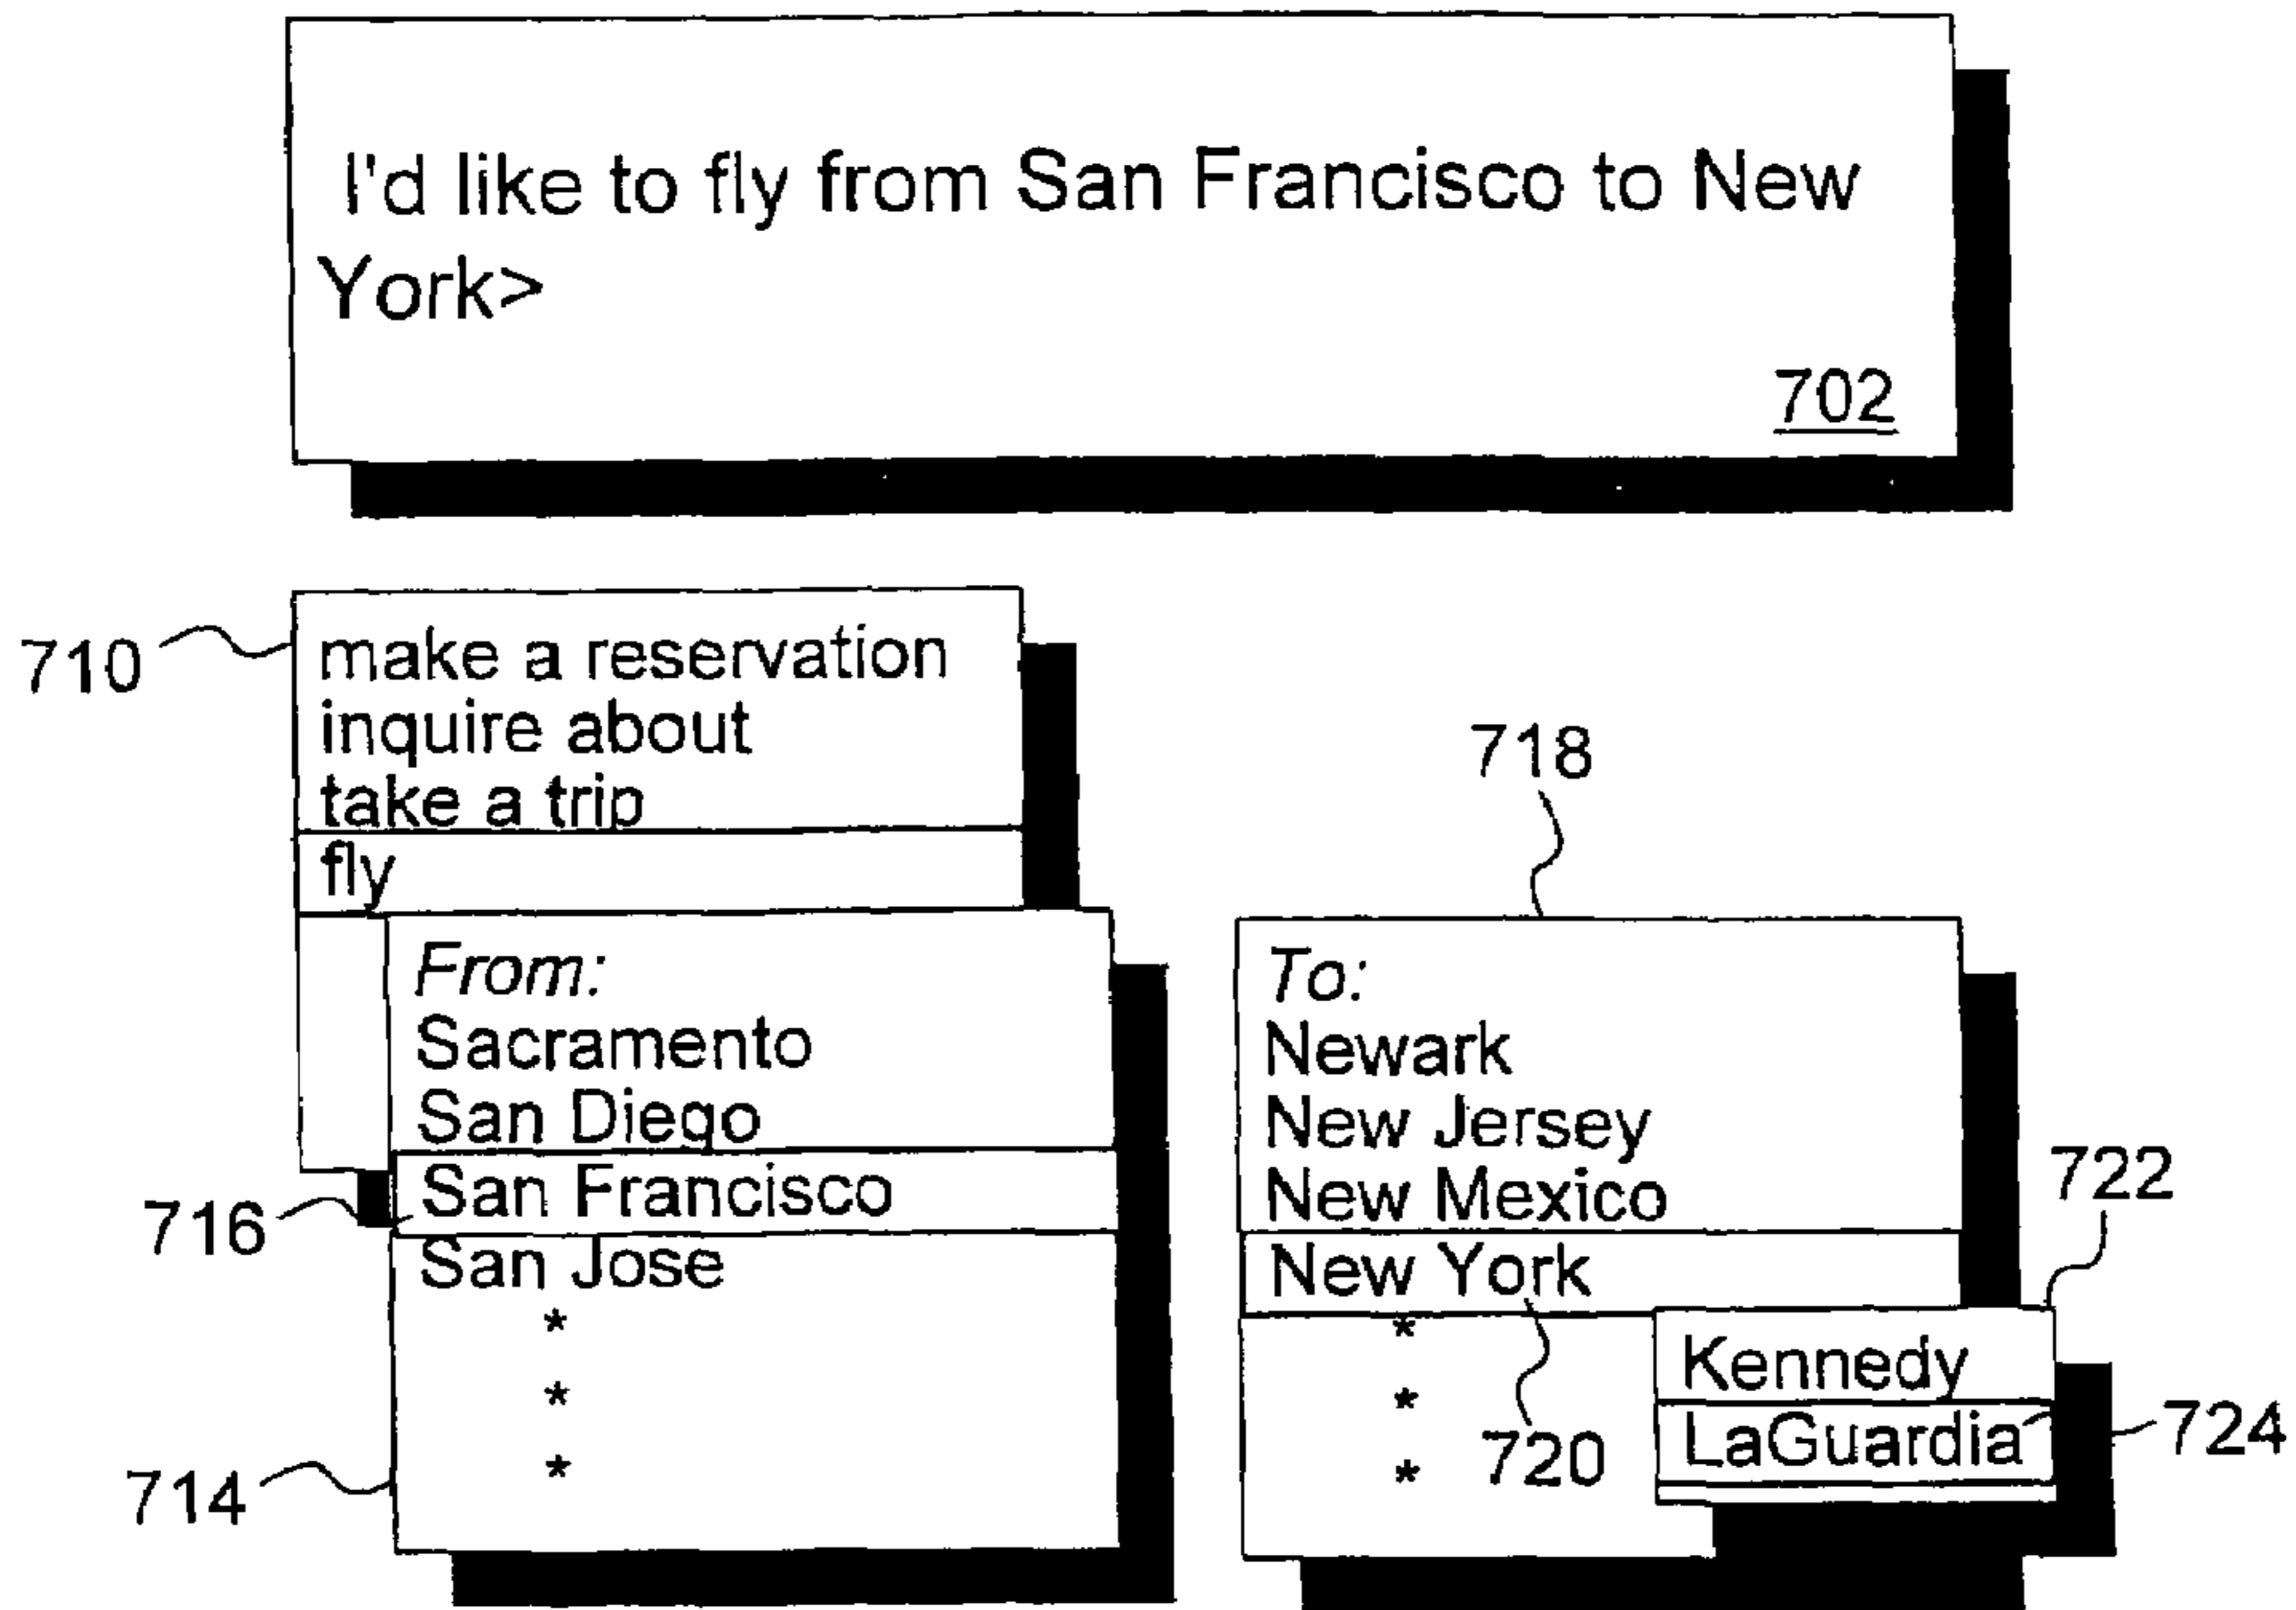 I'd like to fly from San Francisco to New
York>
702
710
make a reservation
inquire about
take a trip
fly
From:
Sacramento
San Diego
San Francisco
San Jose
*
*
*
716
714
718
To:
Newark
New Jersey
New Mexico
New York
*
*
*
720
722
Kennedy
LaGuardia
724